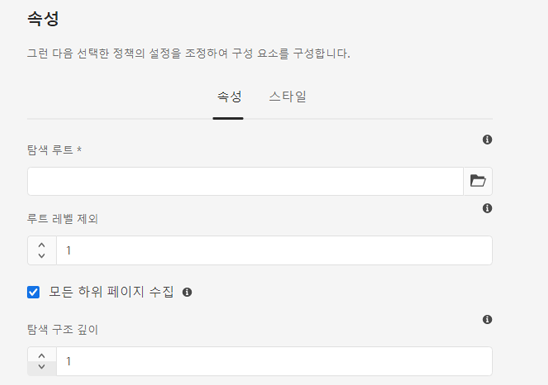 속성
그런 다음 선택한 정책의 설정을 조정하여 구성 요소를 구성합니다.
속성 스타일
탐색 루트 *
루트 레벨 제외
1
모든 하위 페이지 수집
탐색 구조 깊이
1